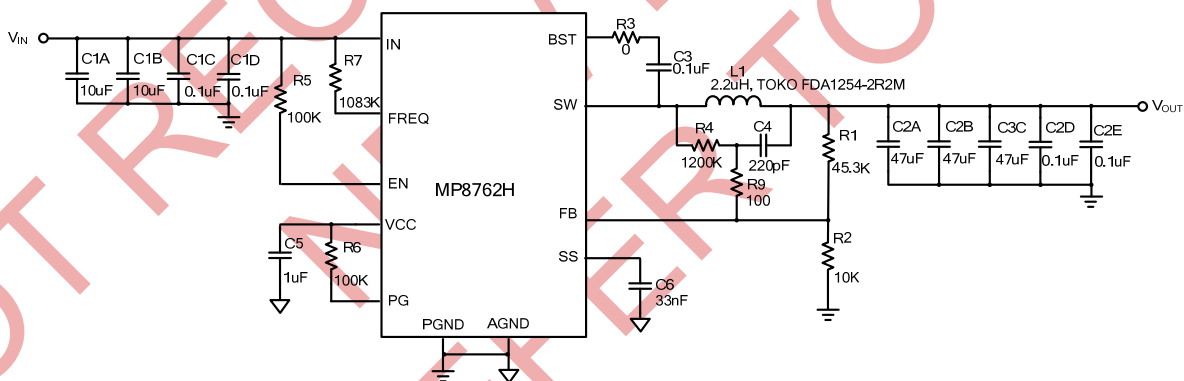 VIN
C1A
10uF
C1B
10uF
C1C
0.1uF
C1D
0.1uF
R5
100K
R7
1083K
IN
FREQ
EN
VCC
PG
MP8762H
PGND
AGND
BST
SW
FB
SS
C5
1uF
R6
100K
R3
0
C3
0.1uF
L1
2.2uH, TOKO FDA1254-2R2M
R4
1200K
C4
220pF
R9
100
R1
45.3K
R2
10K
C6
33nF
C2A
47uF
C2B
47uF
C3C
47uF
C2D
0.1uF
C2E
0.1uF
VOUT